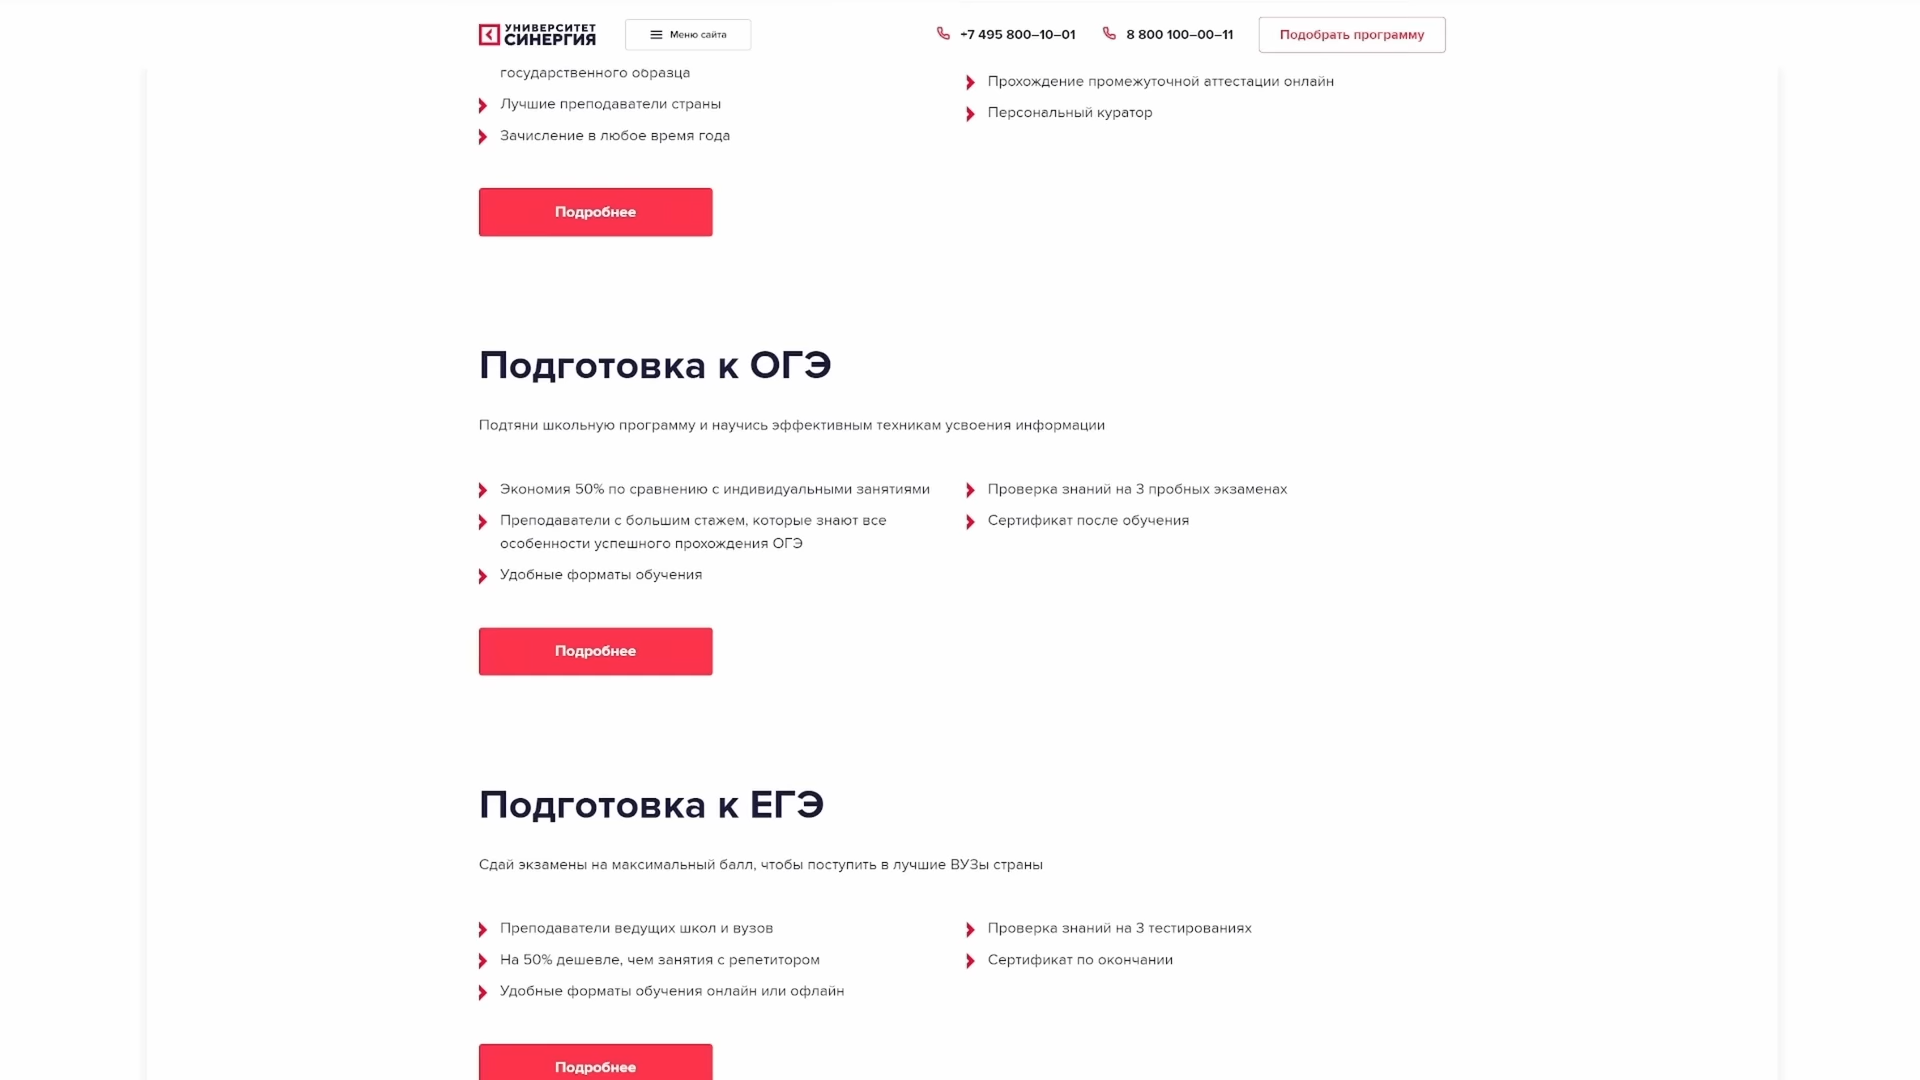 УНИВЕРСИТЕТ
СИНЕРГИЯ
Меню сайта
+7 495 800–10–01
8 800 100–00–11
Подобрать программу
государственного образца
Лучшие преподаватели страны
Зачисление в любое время года
Прохождение промежуточной аттестации онлайн
Персональный куратор
Подробнее
Подготовка к ОГЭ
Подтяни школьную программу и научись эффективным техникам усвоения информации
Экономия 50% по сравнению с индивидуальными занятиями
Преподаватели с большим стажем, которые знают все
особенности успешного прохождения ОГЭ
Удобные форматы обучения
Проверка знаний на 3 пробных экзаменах
Сертификат после обучения
Подробнее
Подготовка к ЕГЭ
Сдай экзамены на максимальный балл, чтобы поступить в лучшие ВУЗы страны
Преподаватели ведущих школ и вузов
На 50% дешевле, чем занятия с репетитором
Удобные форматы обучения онлайн или офлайн
Проверка знаний на 3 тестированиях
Сертификат по окончании
Подробнее